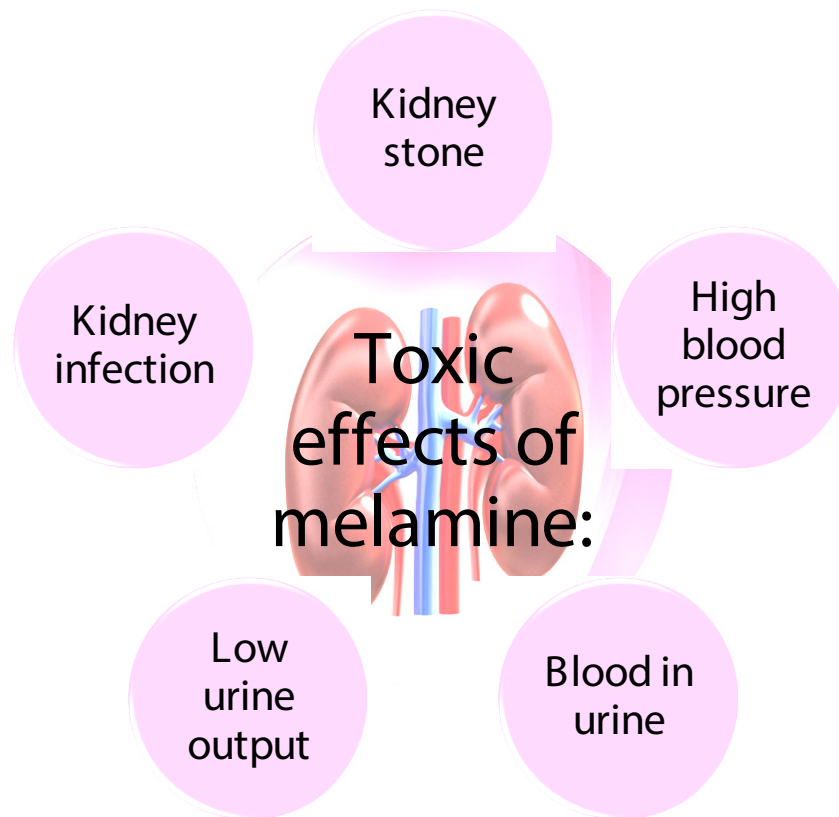 Kidney
stone
Kidney
infection
High
blood
pressure
Toxic
effects of
melamine:
Low
urine
output
Blood in
urine